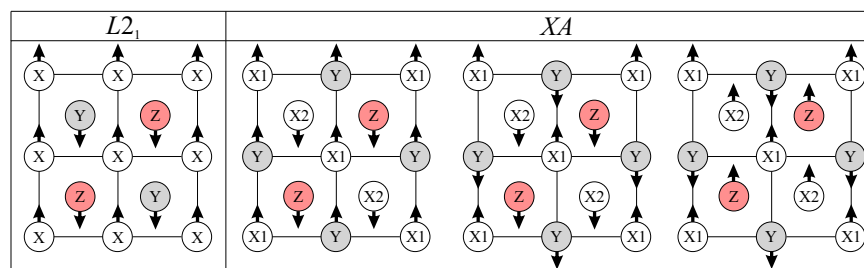 L2₁ XA
X X X X1 Y X1 X1 Y X1 X1 Y X1
Y Z X2 Z X2 Z X2 Z
X X X Y X1 Y Y X1 Y Y X1 Y
Z Y Z X2 Z X2 Z X2
X X X X1 Y X1 X1 Y X1 X1 Y X1